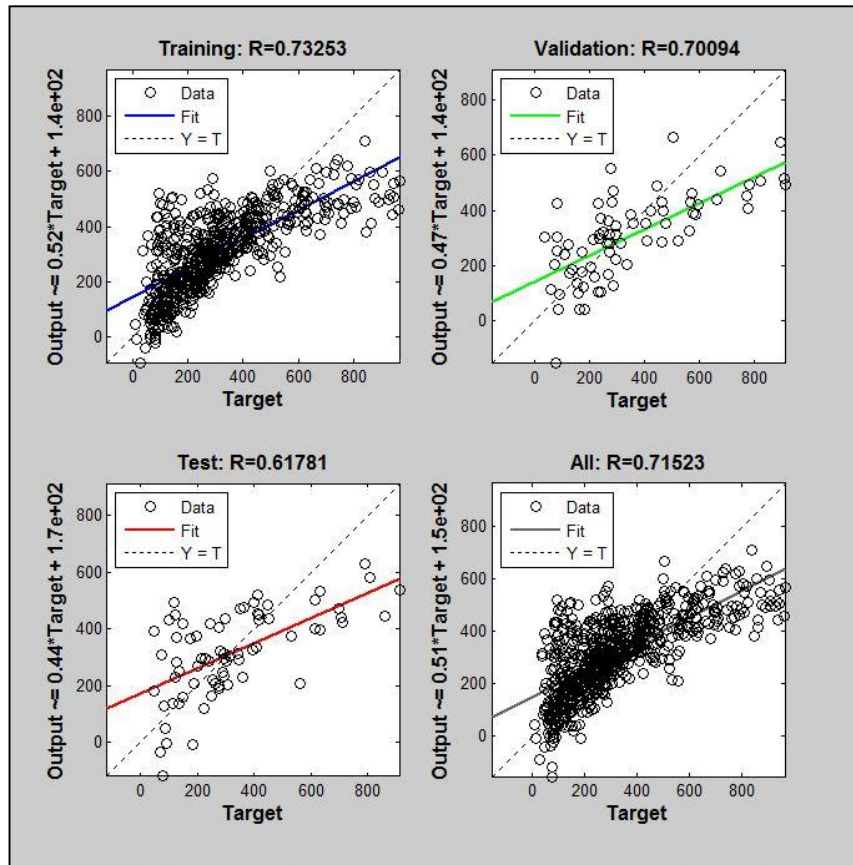 Training: R=0.73253
Output ~= 0.52*Target + 1.4e+02
Data
Fit
Y = T
800
600
400
200
0
0 200 400 600 800
Target
Validation: R=0.70094
Output ~= 0.47*Target + 1.4e+02
Data
Fit
Y = T
800
600
400
200
0
0 200 400 600 800
Target
Test: R=0.61781
Output ~= 0.44*Target + 1.7e+02
Data
Fit
Y = T
800
600
400
200
0
0 200 400 600 800
Target
All: R=0.71523
Output ~= 0.51*Target + 1.5e+02
Data
Fit
Y = T
800
600
400
200
0
0 200 400 600 800
Target